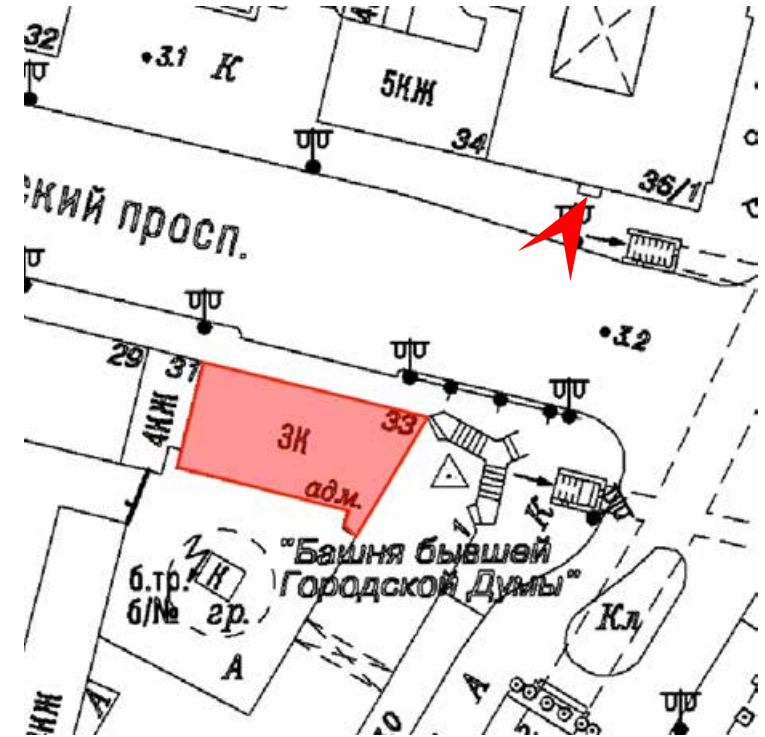 32
3.1 К
5КЖ
34
36/1
ский просп.
3.2
29
31
4КЖ
3К
33
адм.
К
1
"Башня бывшей
Городской Думы"
б.тр.
б/№
К
гр.
Кл
А
А
А